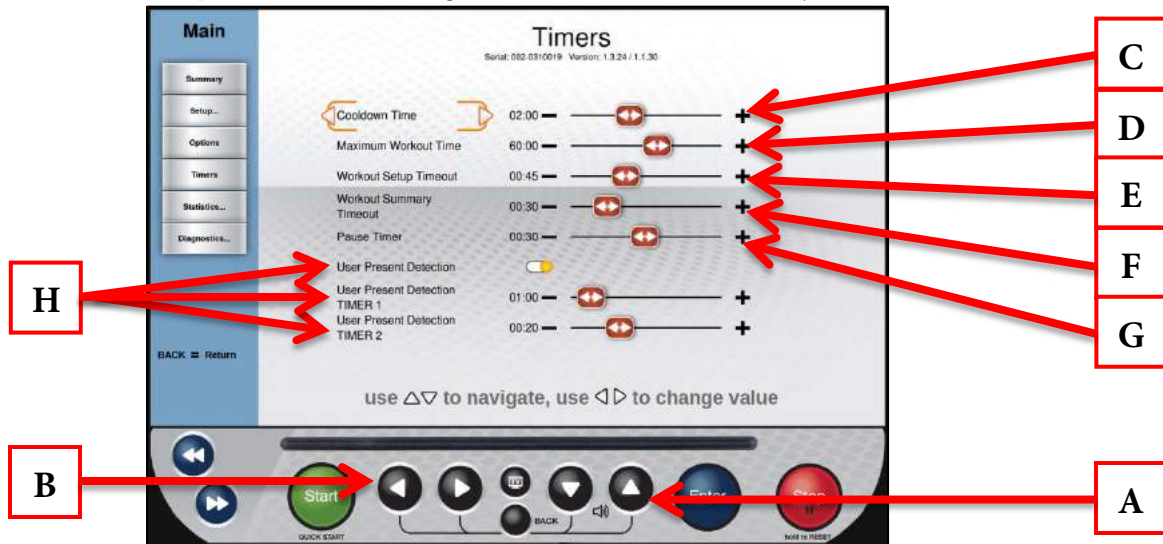 Main
Timers
Serial: 002-0310019 Version: 1.3.24 / 1.1.30
Summary
Setup...
Options
Timers
Statistics...
Diagnostics...
BACK = Return
Cooldown Time 02:00
Maximum Workout Time 60:00
Workout Setup Timeout 00:45
Workout Summary
Timeout 00:30
Pause Timer 00:30
User Present Detection
User Present Detection
TIMER 1 01:00
User Present Detection
TIMER 2 00:20
use △▽ to navigate, use ◁ ▷ to change value
C
D
E
F
G
H
B
A
Start
QUICK START
BACK
Enter
Stop
hold to RESET